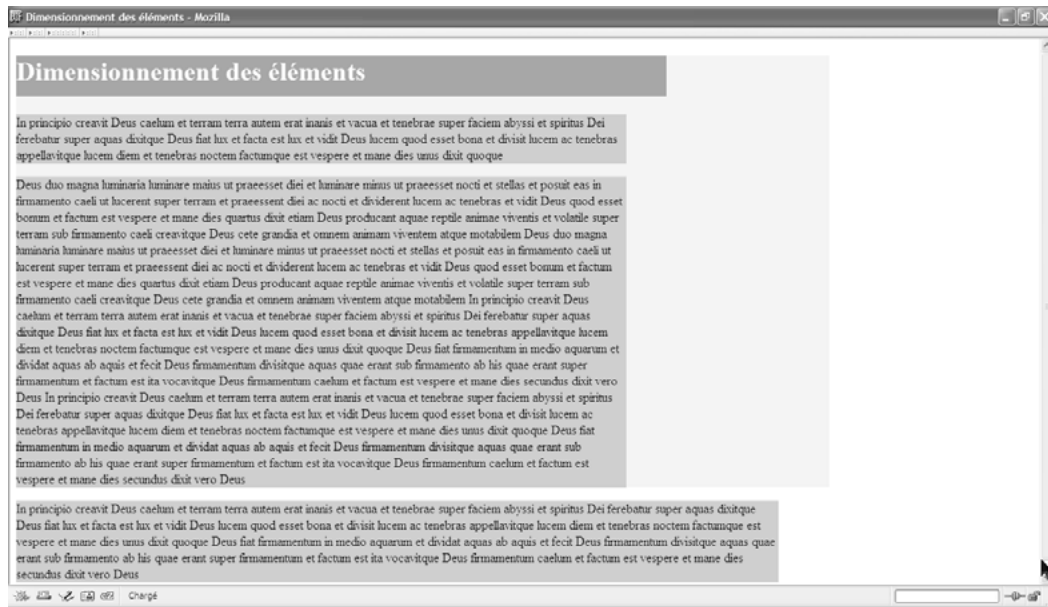 Dimensionnement des éléments - Mozilla
Dimensionnement des éléments
In principio creavit Deus caelum et terram terra autem erat inanis et vacua et tenebrae super faciem abyssi et spiritus Dei
ferebatur super aquas dixitque Deus fiat lux et facta est lux et vidit Deus lucem quod esset bona et divisit lucem ac tenebras
appellavitque lucem diem et tenebras noctem factumque est vespere et mane dies unus dixit quoque
Deus duo magna luminaria luminare maius ut praeesset diei et luminare minus ut praeesset nocti et stellas et posuit eas in
firmamento caeli ut lucerent super terram et praeessent diei ac nocti et dividerent lucem ac tenebras et vidit Deus quod esset
bonum et factum est vespere et mane dies quartus dixit etiam Deus producant aquae reptile animae viventis et volatile super
terram sub firmamento caeli creavitque Deus cete grandia et omnem animam viventem atque motabilem Deus duo magna
luminaria luminare maius ut praeesset diei et luminare minus ut praeesset nocti et stellas et posuit eas in firmamento caeli ut
lucerent super terram et praeessent diei ac nocti et dividerent lucem ac tenebras et vidit Deus quod esset bonum et factum
est vespere et mane dies quartus dixit etiam Deus producant aquae reptile animae viventis et volatile super terram sub
firmamento caeli creavitque Deus cete grandia et omnem animam viventem atque motabilem In principio creavit Deus
caelum et terram terra autem erat inanis et vacua et tenebrae super faciem abyssi et spiritus Dei ferebatur super aquas
dixitque Deus fiat lux et facta est lux et vidit Deus lucem quod esset bona et divisit lucem ac tenebras appellavitque lucem
diem et tenebras noctem factumque est vespere et mane dies unus dixit quoque Deus fiat firmamentum in medio aquarum et
dividat aquas ab aquis et fecit Deus firmamentum divisitque aquas quae erant sub firmamento ab his quae erant super
firmamentum et factum est ita vocavitque Deus firmamentum caelum et factum est vespere et mane dies secundus dixit vero
Deus In principio creavit Deus caelum et terram terra autem erat inanis et vacua et tenebrae super faciem abyssi et spiritus
Dei ferebatur super aquas dixitque Deus fiat lux et facta est lux et vidit Deus lucem quod esset bona et divisit lucem ac
tenebras appellavitque lucem diem et tenebras noctem factumque est vespere et mane dies unus dixit quoque Deus fiat
firmamentum in medio aquarum et dividat aquas ab aquis et fecit Deus firmamentum divisitque aquas quae erant sub
firmamento ab his quae erant super firmamentum et factum est ita vocavitque Deus firmamentum caelum et factum est
vespere et mane dies secundus dixit vero Deus
In principio creavit Deus caelum et terram terra autem erat inanis et vacua et tenebrae super faciem abyssi et spiritus Dei ferebatur super aquas dixitque
Deus fiat lux et facta est lux et vidit Deus lucem quod esset bona et divisit lucem ac tenebras appellavitque lucem diem et tenebras noctem factumque est
vespere et mane dies unus dixit quoque Deus fiat firmamentum in medio aquarum et dividat aquas ab aquis et fecit Deus firmamentum divisitque aquas quae
erant sub firmamento ab his quae erant super firmamentum et factum est ita vocavitque Deus firmamentum caelum et factum est vespere et mane dies
secundus dixit vero Deus
Chargé